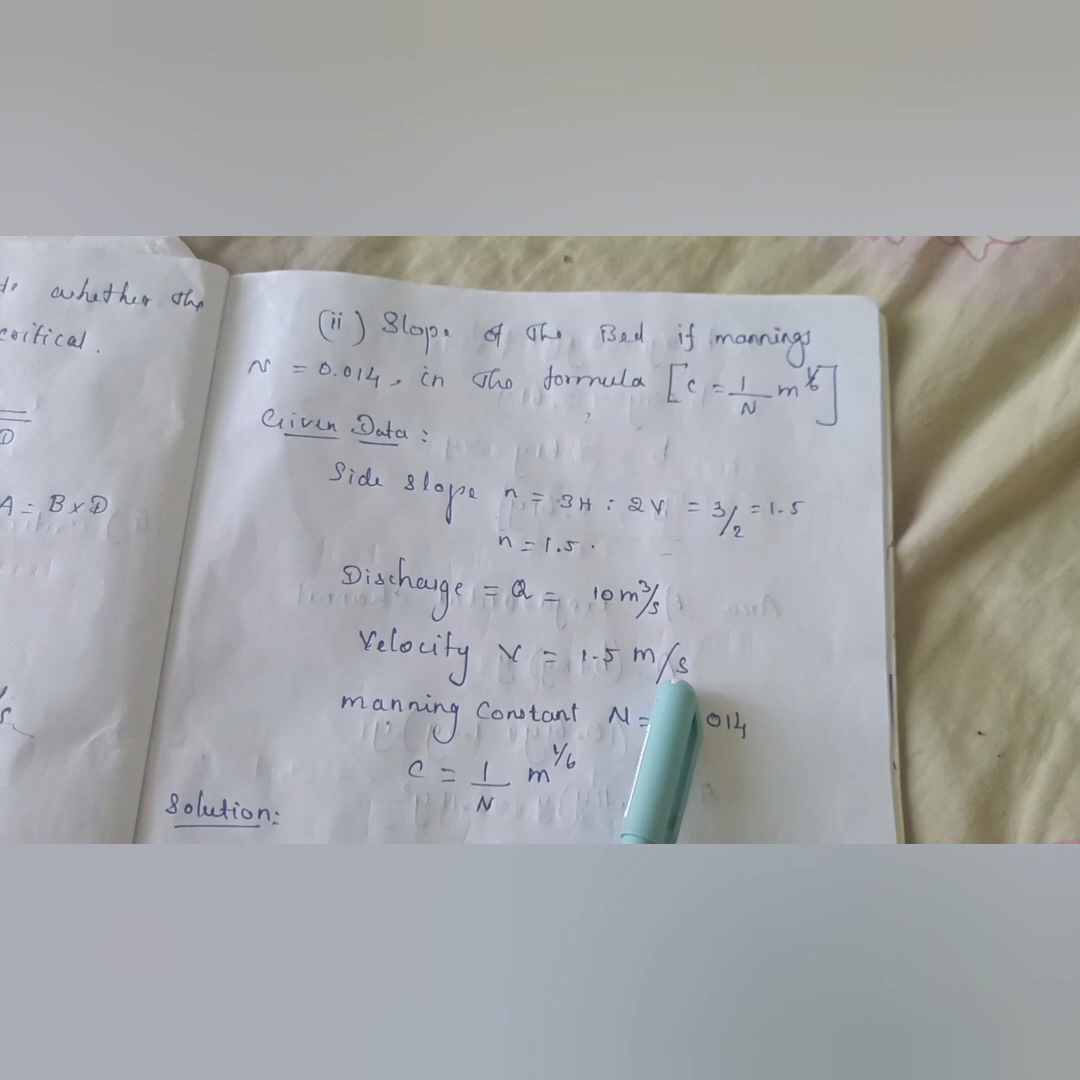 to whether the
critical.
D
A = B x D
(ii) Slope of the Bed if mannings
N = 0.014, in the formula [C = 1/N m^1/6]
Given Data:
Side slope n = 3H : 2V = 3/2 = 1.5
n = 1.5.
Discharge = Q = 10 m³/s
Velocity V = 1.5 m/s
manning Constant N = 014
C = 1/N m^1/6
Solution: